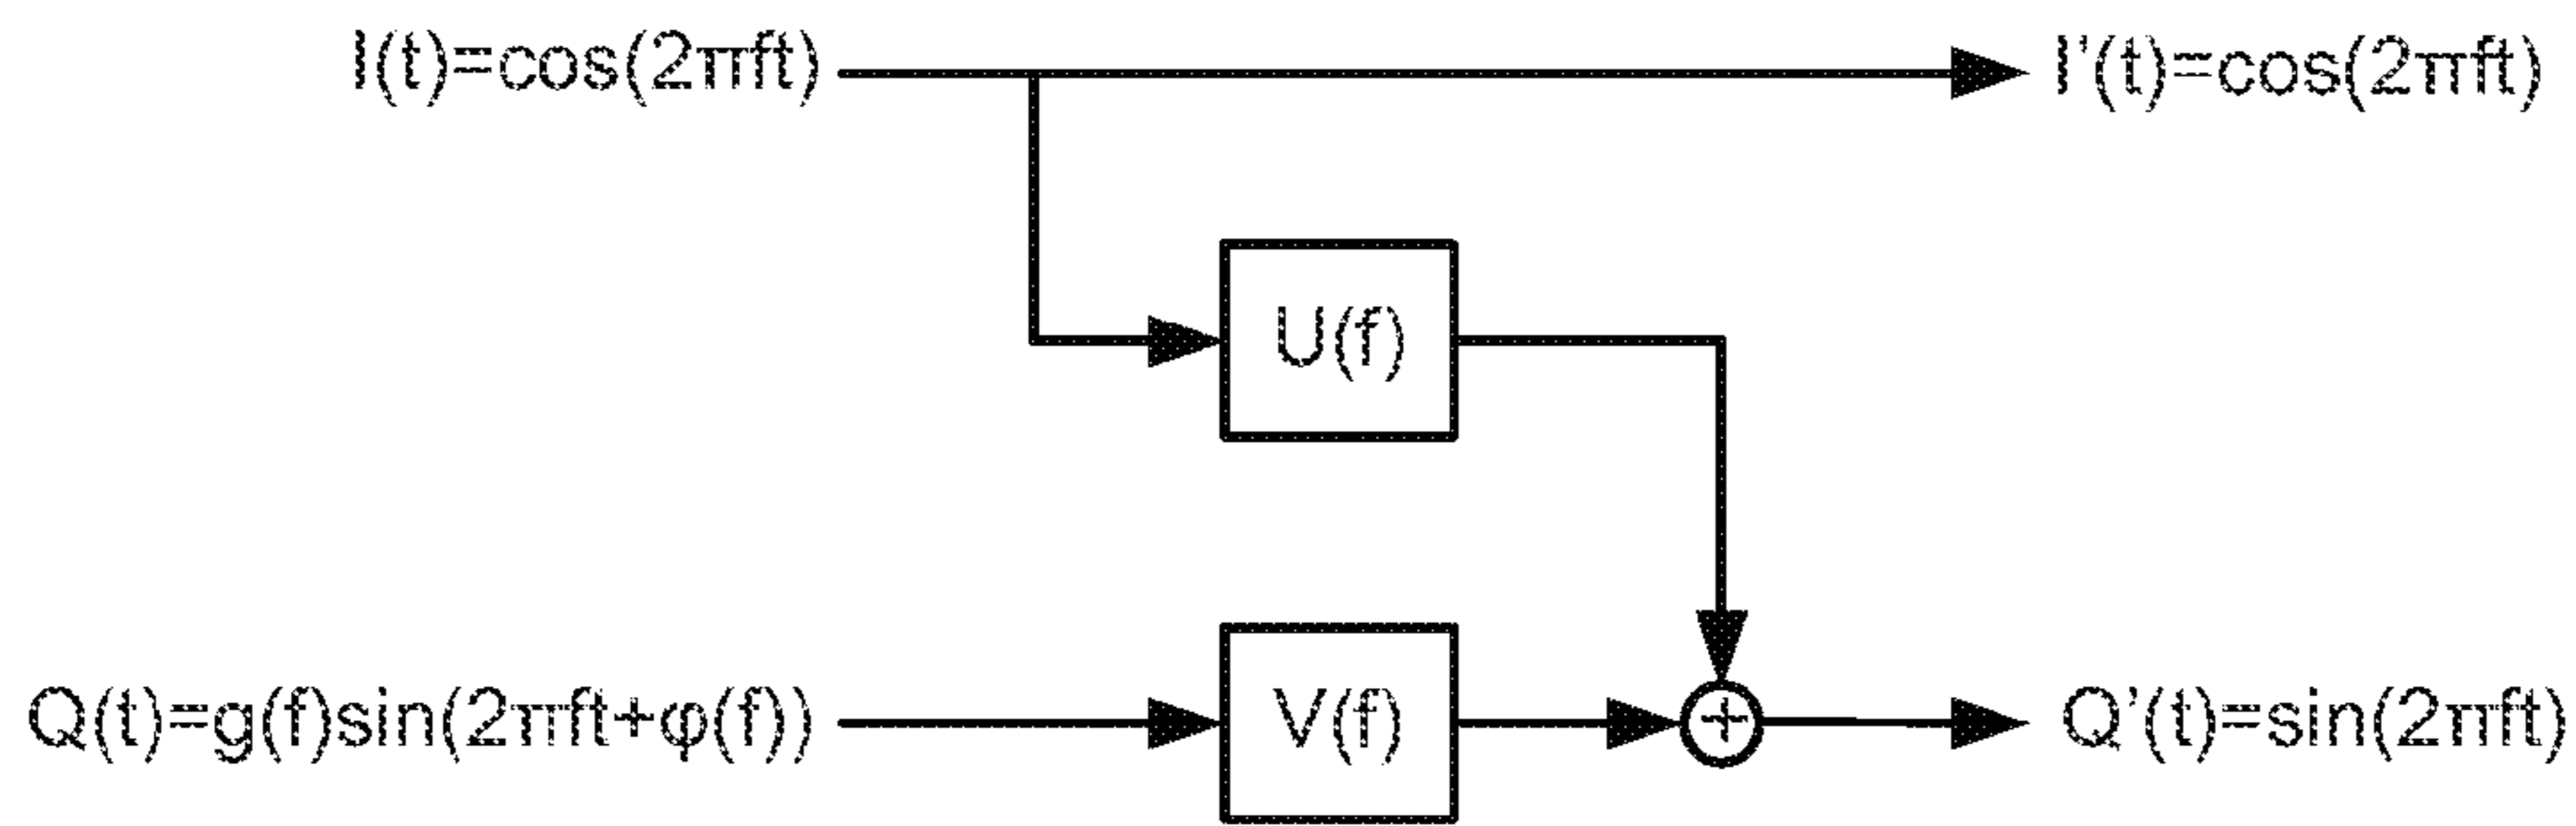 I(t)=cos(2πft)
I’(t)=cos(2πft)
U(f)
Q(t)=g(f)sin(2πft+φ(f))
V(f)
+
Q’(t)=sin(2πft)